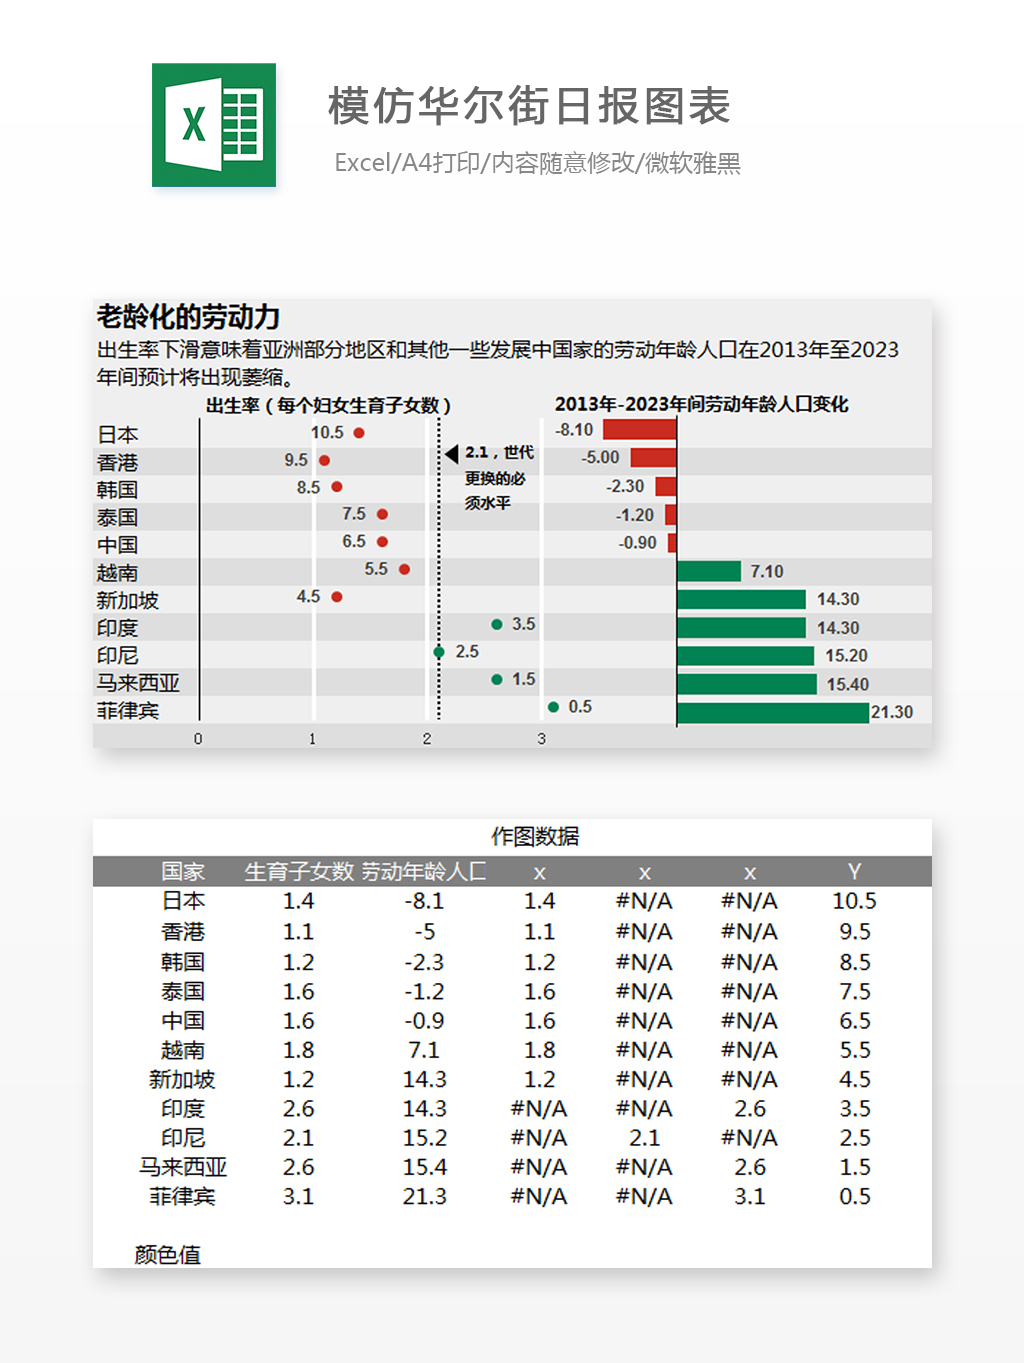 X
模仿华尔街日报图表
Excel/A4打印/内容随意修改/微软雅黑
老龄化的劳动力
出生率下滑意味着亚洲部分地区和其他一些发展中国家的劳动年龄人口在2013年至2023
年间预计将出现萎缩。
出生率（每个妇女生育子女数） 2013年-2023年间劳动年龄人口变化
日本 10.5 -8.10
香港 9.5 -5.00
韩国 8.5 -2.30
泰国 7.5 -1.20
中国 6.5 -0.90
越南 5.5 7.10
新加坡 4.5 14.30
印度 3.5 14.30
印尼 2.5 15.20
马来西亚 1.5 15.40
菲律宾 0.5 21.30
2.1，世代
更换的必
须水平
0 1 2 3
作图数据
国家 生育子女数 劳动年龄人口 x x x Y
日本 1.4 -8.1 1.4 #N/A #N/A 10.5
香港 1.1 -5 1.1 #N/A #N/A 9.5
韩国 1.2 -2.3 1.2 #N/A #N/A 8.5
泰国 1.6 -1.2 1.6 #N/A #N/A 7.5
中国 1.6 -0.9 1.6 #N/A #N/A 6.5
越南 1.8 7.1 1.8 #N/A #N/A 5.5
新加坡 1.2 14.3 1.2 #N/A #N/A 4.5
印度 2.6 14.3 #N/A #N/A 2.6 3.5
印尼 2.1 15.2 #N/A 2.1 #N/A 2.5
马来西亚 2.6 15.4 #N/A #N/A 2.6 1.5
菲律宾 3.1 21.3 #N/A #N/A 3.1 0.5
颜色值